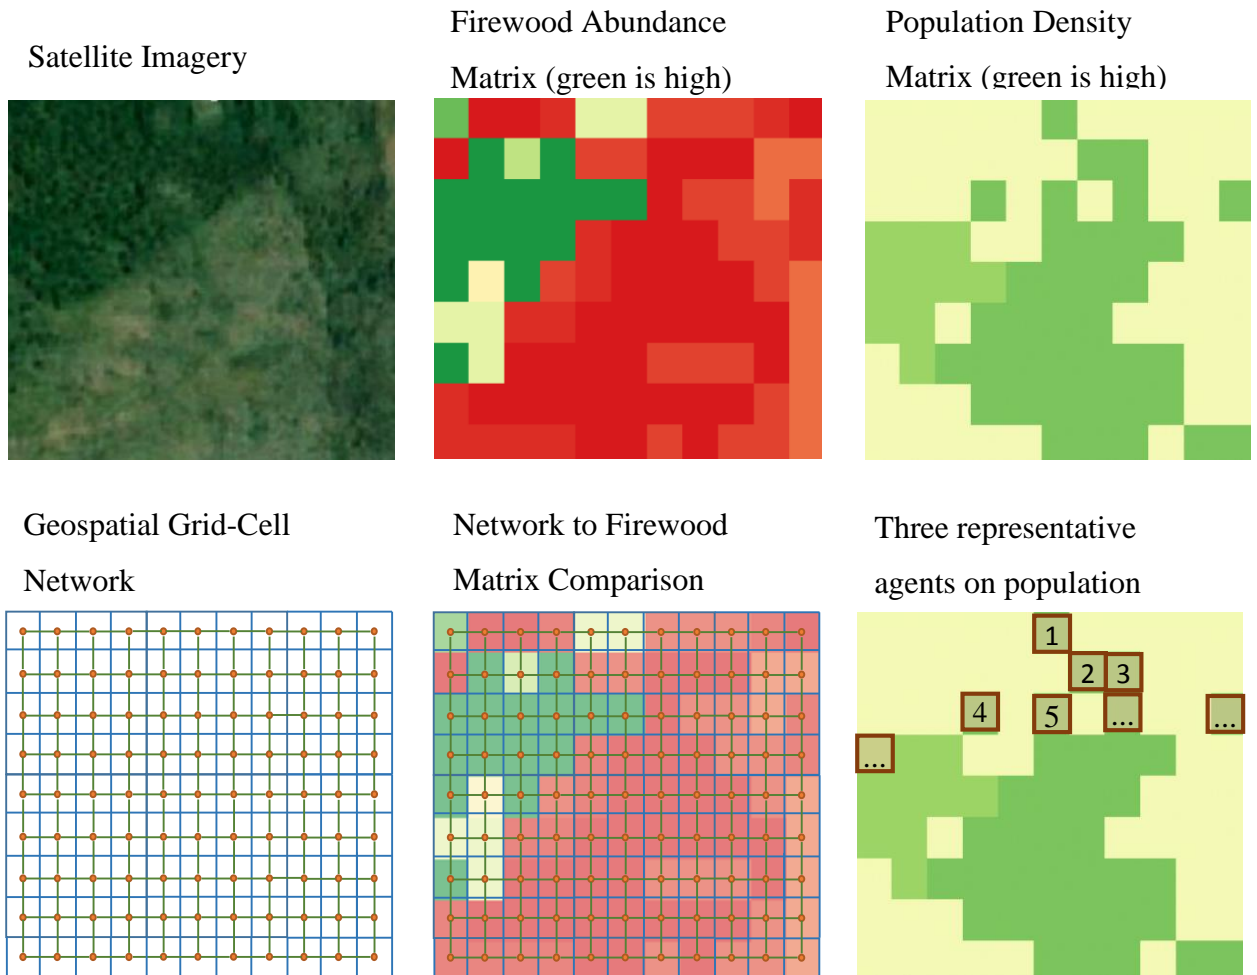 Satellite Imagery
Firewood Abundance
Matrix (green is high)
Population Density
Matrix (green is high)
Geospatial Grid-Cell
Network
Network to Firewood
Matrix Comparison
Three representative
agents on population
1
2 3
4 5 ... ...
...